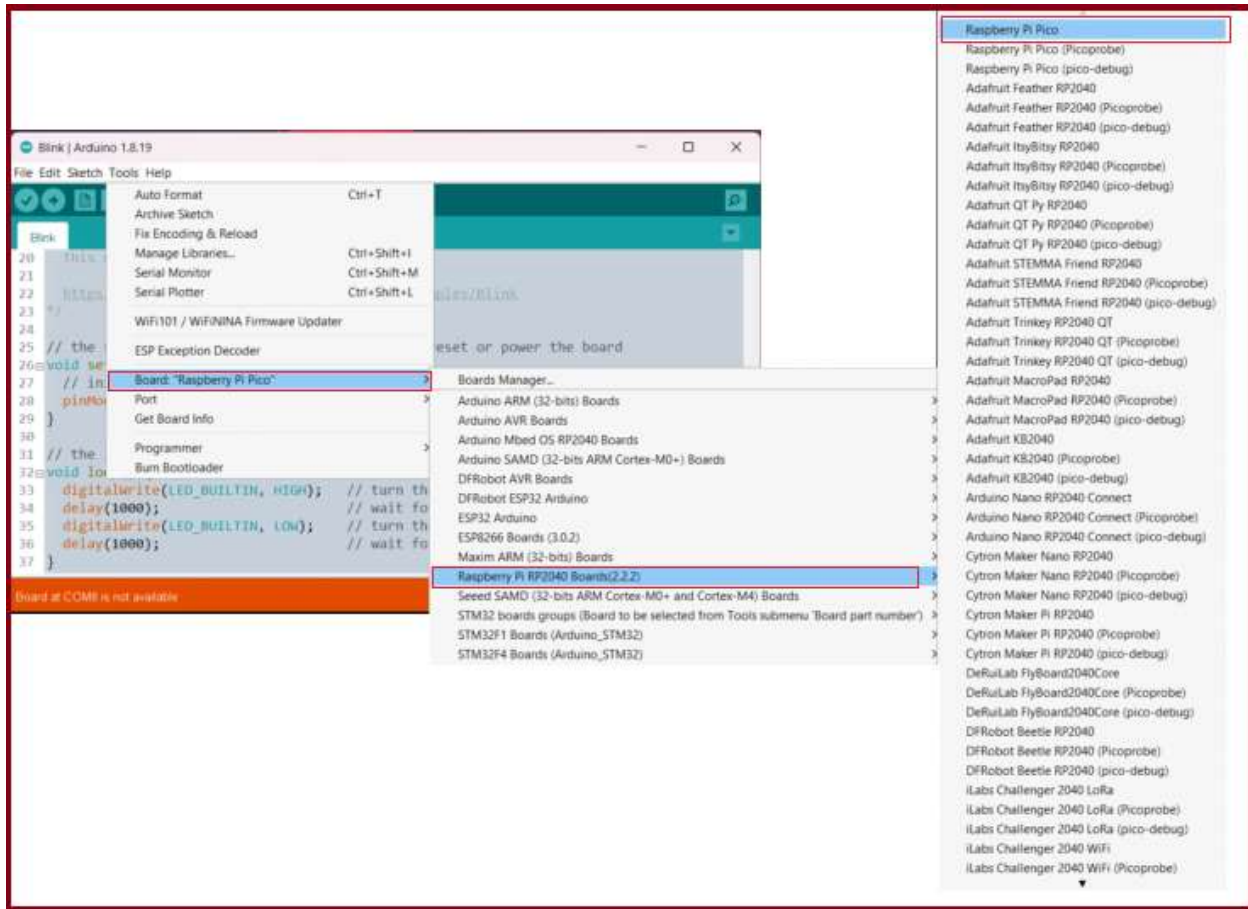 Blink | Arduino 1.8.19
File Edit Sketch Tools Help
Blink
Auto Format Ctrl+T
Archive Sketch
Fix Encoding & Reload
Manage Libraries... Ctrl+Shift+I
Serial Monitor Ctrl+Shift+M
Serial Plotter Ctrl+Shift+L
WiFi101 / WiFiNINA Firmware Updater
ESP Exception Decoder
Board: "Raspberry Pi Pico"
Port
Get Board Info
Programmer
Burn Bootloader
20 This
21
22 https
23 */
24
25 // the eset or power the board
26 void se
27 // in
28 pinMo
29 }
30
31 // the
32 void loo
33 digitalWrite(LED_BUILTIN, HIGH); // turn th
34 delay(1000); // wait fo
35 digitalWrite(LED_BUILTIN, LOW); // turn th
36 delay(1000); // wait fo
37 }
Board at COM8 is not available
Boards Manager...
Arduino ARM (32-bits) Boards
Arduino AVR Boards
Arduino Mbed OS RP2040 Boards
Arduino SAMD (32-bits ARM Cortex-M0+) Boards
DFRobot AVR Boards
DFRobot ESP32 Arduino
ESP32 Arduino
ESP8266 Boards (3.0.2)
Maxim ARM (32-bits) Boards
Raspberry Pi RP2040 Boards(2.2.2)
Seeed SAMD (32-bits ARM Cortex-M0+ and Cortex-M4) Boards
STM32 boards groups (Board to be selected from Tools submenu 'Board part number')
STM32F1 Boards (Arduino_STM32)
STM32F4 Boards (Arduino_STM32)
Raspberry Pi Pico
Raspberry Pi Pico (Picoprobe)
Raspberry Pi Pico (pico-debug)
Adafruit Feather RP2040
Adafruit Feather RP2040 (Picoprobe)
Adafruit Feather RP2040 (pico-debug)
Adafruit ItsyBitsy RP2040
Adafruit ItsyBitsy RP2040 (Picoprobe)
Adafruit ItsyBitsy RP2040 (pico-debug)
Adafruit QT Py RP2040
Adafruit QT Py RP2040 (Picoprobe)
Adafruit QT Py RP2040 (pico-debug)
Adafruit STEMMA Friend RP2040
Adafruit STEMMA Friend RP2040 (Picoprobe)
Adafruit STEMMA Friend RP2040 (pico-debug)
Adafruit Trinkey RP2040 QT
Adafruit Trinkey RP2040 QT (Picoprobe)
Adafruit Trinkey RP2040 QT (pico-debug)
Adafruit MacroPad RP2040
Adafruit MacroPad RP2040 (Picoprobe)
Adafruit MacroPad RP2040 (pico-debug)
Adafruit KB2040
Adafruit KB2040 (Picoprobe)
Adafruit KB2040 (pico-debug)
Arduino Nano RP2040 Connect
Arduino Nano RP2040 Connect (Picoprobe)
Arduino Nano RP2040 Connect (pico-debug)
Cytron Maker Nano RP2040
Cytron Maker Nano RP2040 (Picoprobe)
Cytron Maker Nano RP2040 (pico-debug)
Cytron Maker Pi RP2040
Cytron Maker Pi RP2040 (Picoprobe)
Cytron Maker Pi RP2040 (pico-debug)
DeRuiLab FlyBoard2040Core
DeRuiLab FlyBoard2040Core (Picoprobe)
DeRuiLab FlyBoard2040Core (pico-debug)
DFRobot Beetle RP2040
DFRobot Beetle RP2040 (Picoprobe)
DFRobot Beetle RP2040 (pico-debug)
iLabs Challenger 2040 LoRa
iLabs Challenger 2040 LoRa (Picoprobe)
iLabs Challenger 2040 LoRa (pico-debug)
iLabs Challenger 2040 WiFi
iLabs Challenger 2040 WiFi (Picoprobe)